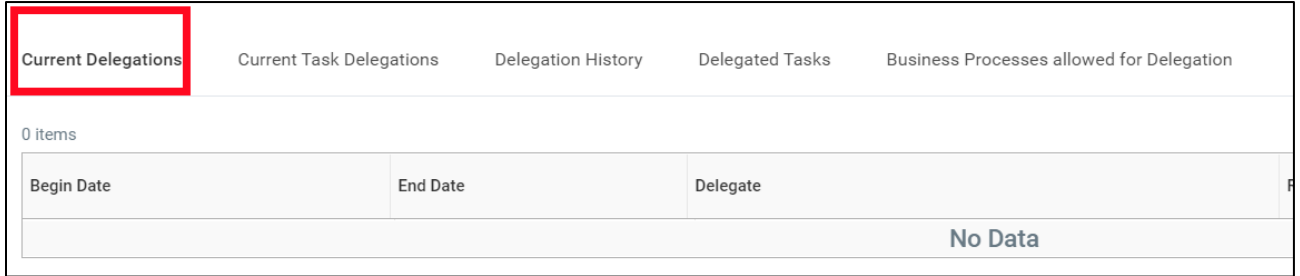 Current Delegations Current Task Delegations Delegation History Delegated Tasks Business Processes allowed for Delegation
0 items
Begin Date End Date Delegate
No Data